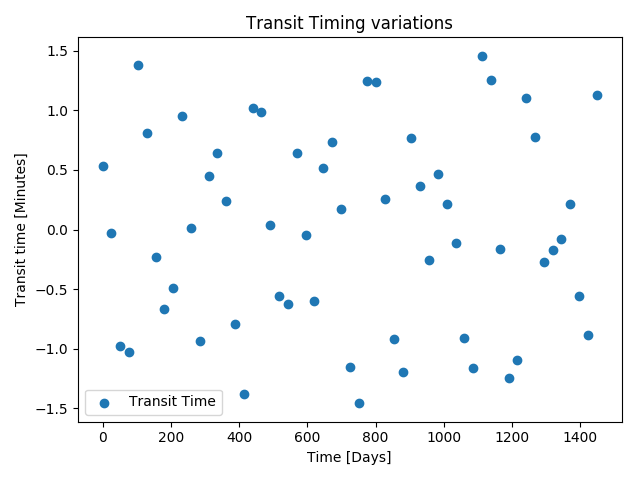 Transit Timing variations
Transit time [Minutes]
1.5
1.0
0.5
0.0
−0.5
−1.0
−1.5
Transit Time
0 200 400 600 800 1000 1200 1400
Time [Days]